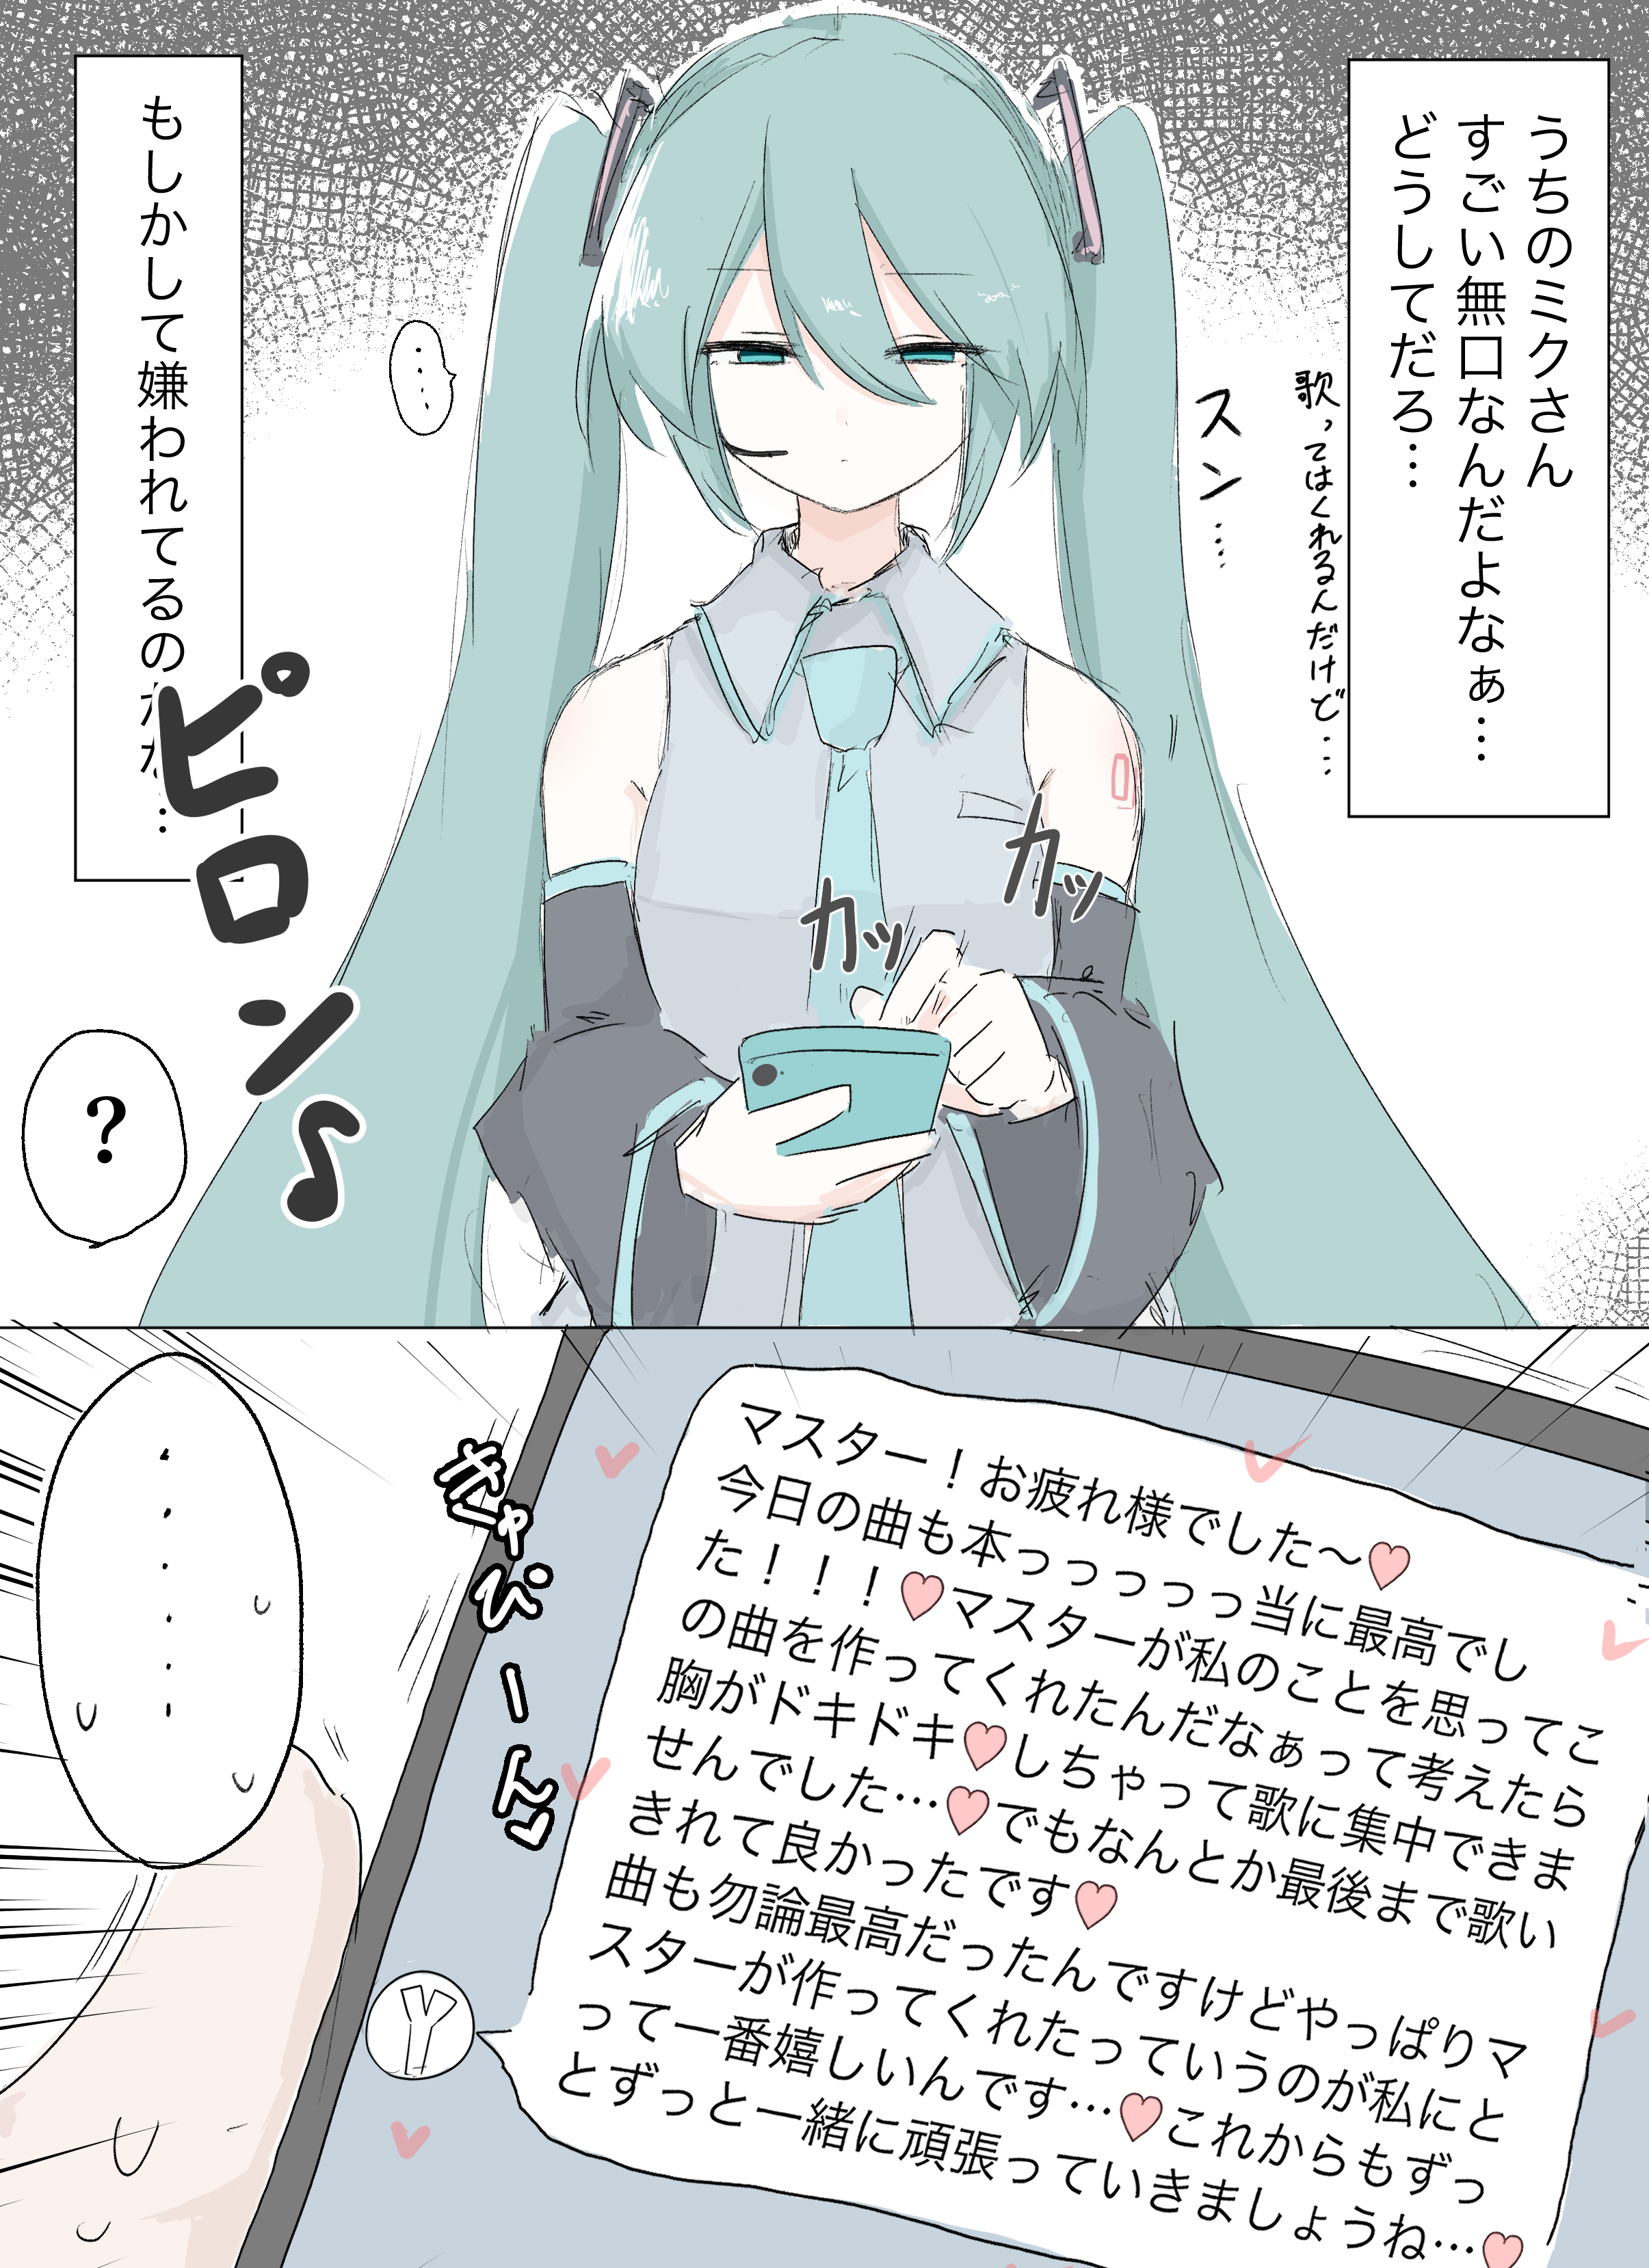 うちのミクさん
すごい無口なんだよなぁ…
どうしてだろ…
歌ってはくれるんだけど…
スン…
…
カッ
カッ
もしかして嫌われてるのかな…
ピロン♪
?
マスター！お疲れ様でした〜♥
今日の曲も本っっっっっ当に最高でし
た！！！♥マスターが私のことを思ってこ
の曲を作ってくれたんだなぁって考えたら
胸がドキドキ♥しちゃって歌に集中できま
せんでした…♥でもなんとか最後まで歌い
きれて良かったです♥
曲も勿論最高だったんですけどやっぱりマ
スターが作ってくれたっていうのが私にと
って一番嬉しいんです…♥これからもずっ
とずっと一緒に頑張っていきましょうね…♥
きゃぴーん♡
……